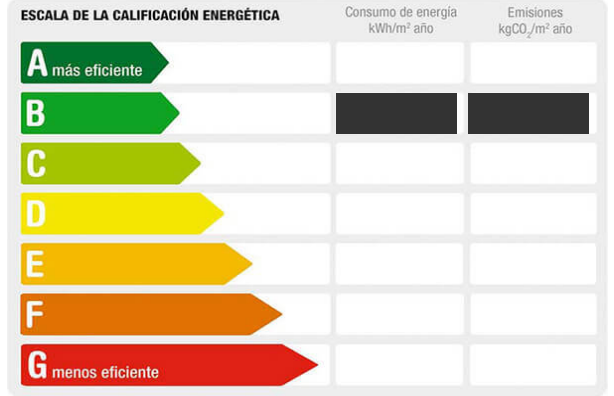 ESCALA DE LA CALIFICACIÓN ENERGÉTICA
Consumo de energía
kWh/m² año
Emisiones
kgCO₂/m² año
A más eficiente
B
C
D
E
F
G menos eficiente